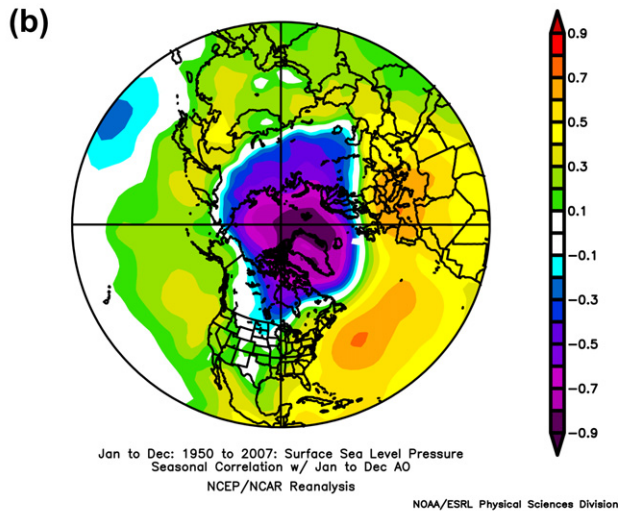 (b)
0.9
0.7
0.5
0.3
0.1
-0.1
-0.3
-0.5
-0.7
-0.9
Jan to Dec: 1950 to 2007: Surface Sea Level Pressure
Seasonal Correlation w/ Jan to Dec AO
NCEP/NCAR Reanalysis
NOAA/ESRL Physical Sciences Division